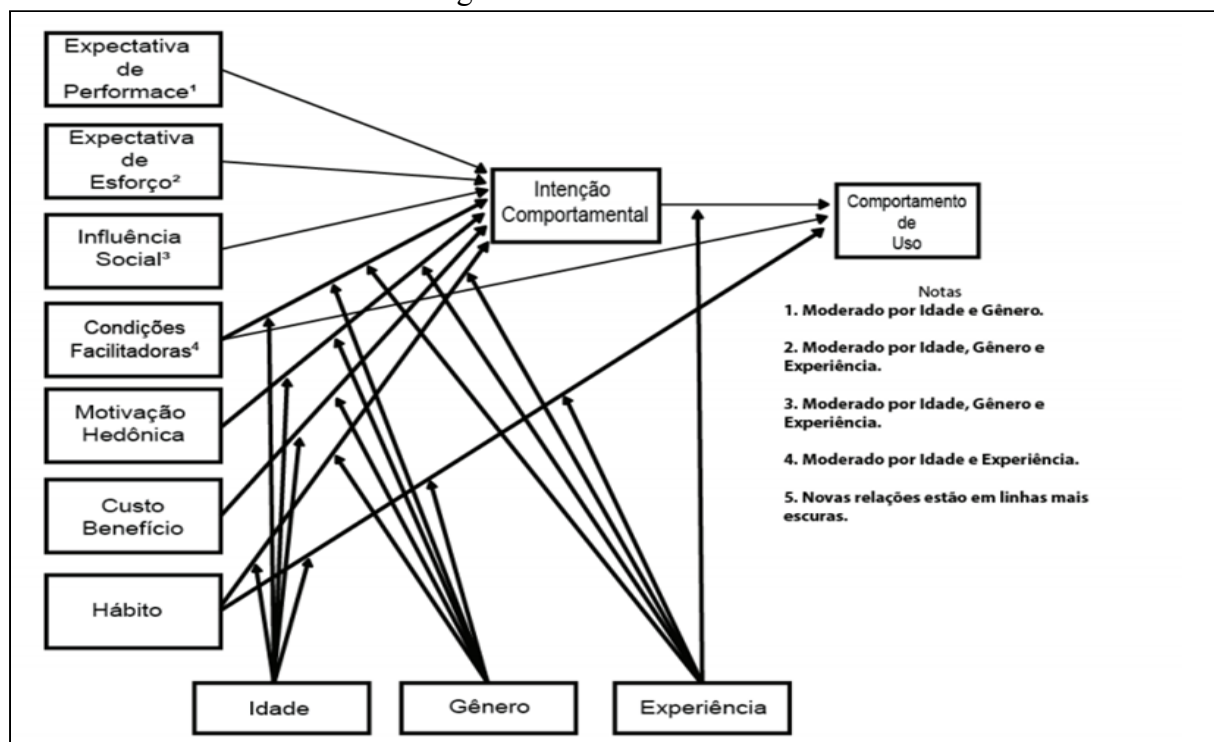 Expectativa
de
Performace¹
Expectativa
de
Esforço²
Influência
Social³
Condições
Facilitadoras⁴
Motivação
Hedônica
Custo
Benefício
Hábito
Intenção
Comportamental
Comportamento
de
Uso
Notas
1. Moderado por Idade e Gênero.
2. Moderado por Idade, Gênero e
Experiência.
3. Moderado por Idade, Gênero e
Experiência.
4. Moderado por Idade e Experiência.
5. Novas relações estão em linhas mais
escuras.
Idade
Gênero
Experiência